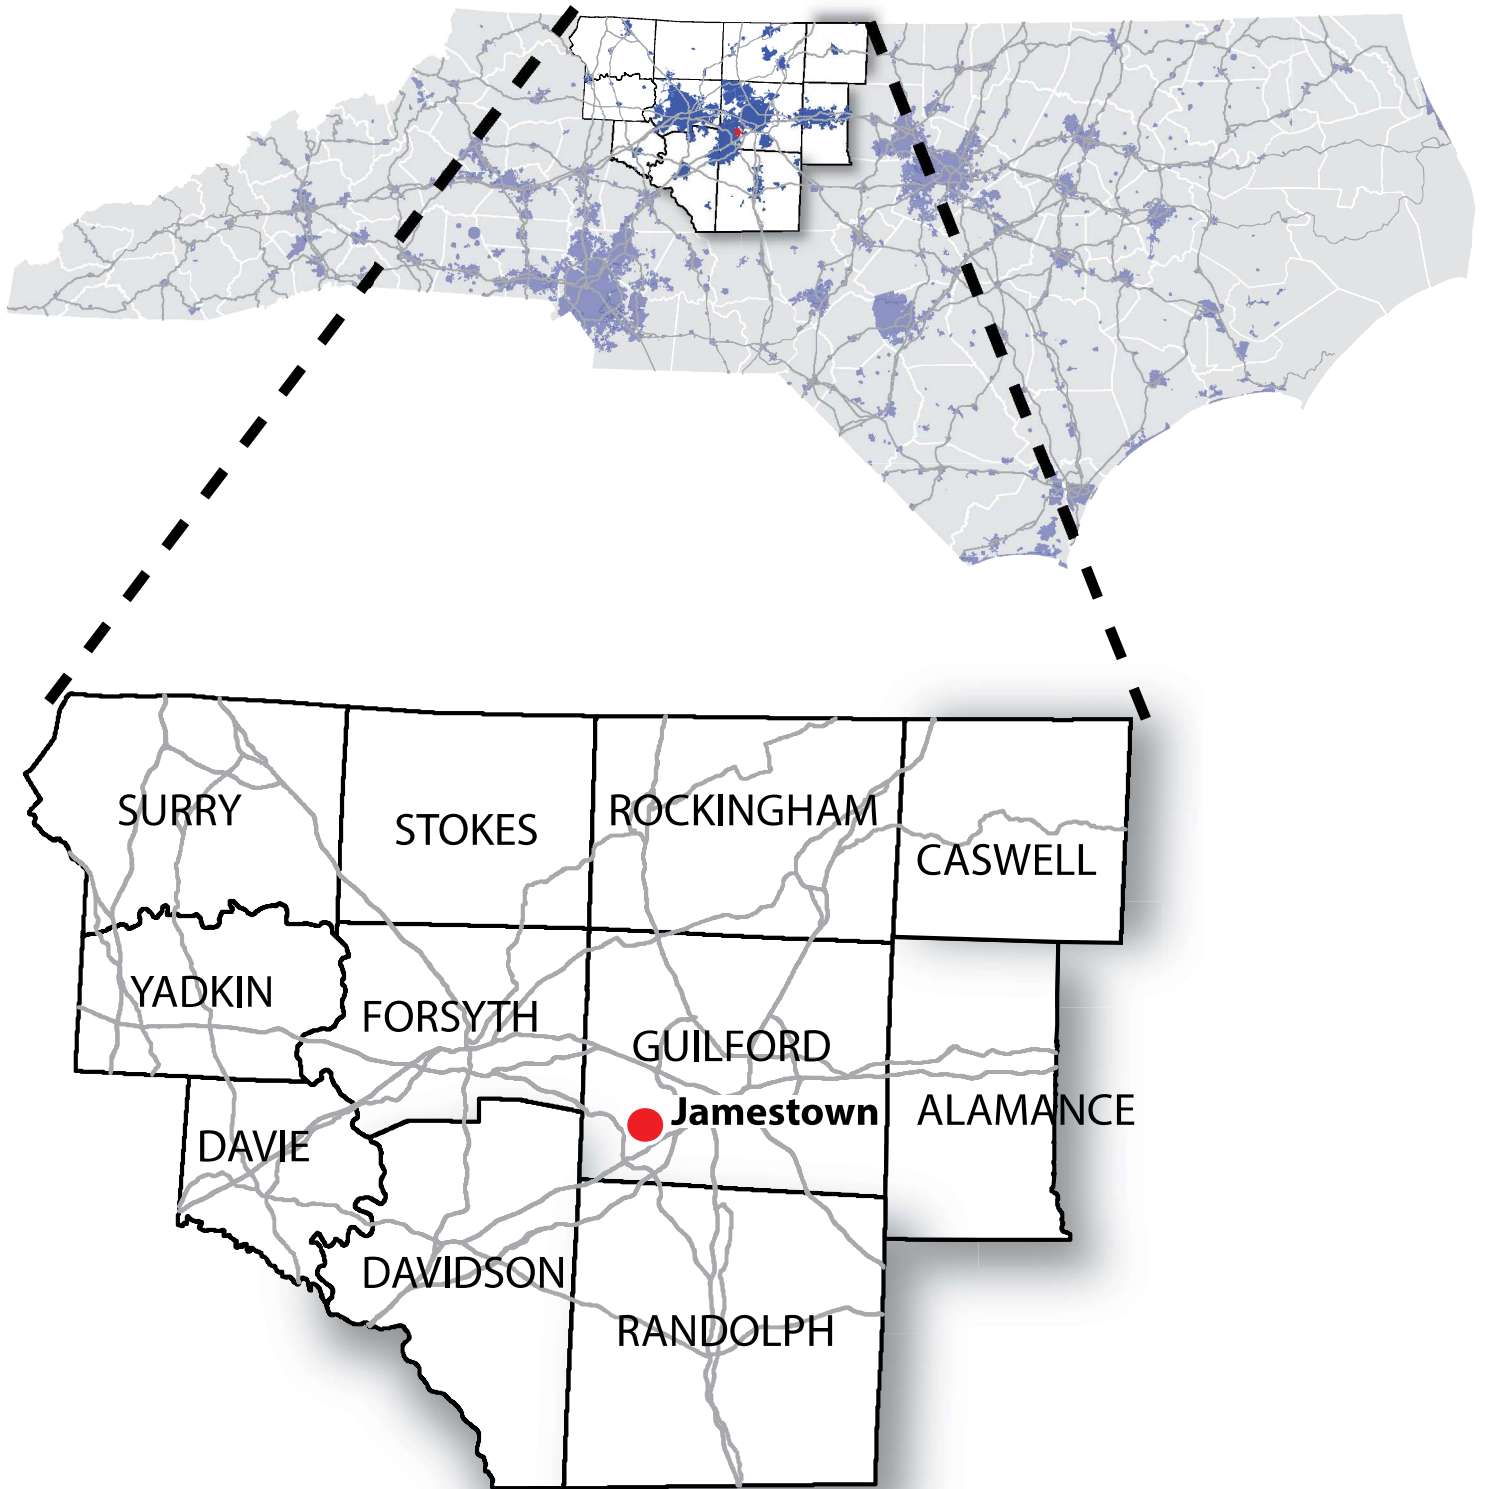 SURRY
STOKES
ROCKINGHAM
CASWELL
YADKIN
FORSYTH
GUILFORD
Jamestown
ALAMANCE
DAVIE
DAVIDSON
RANDOLPH